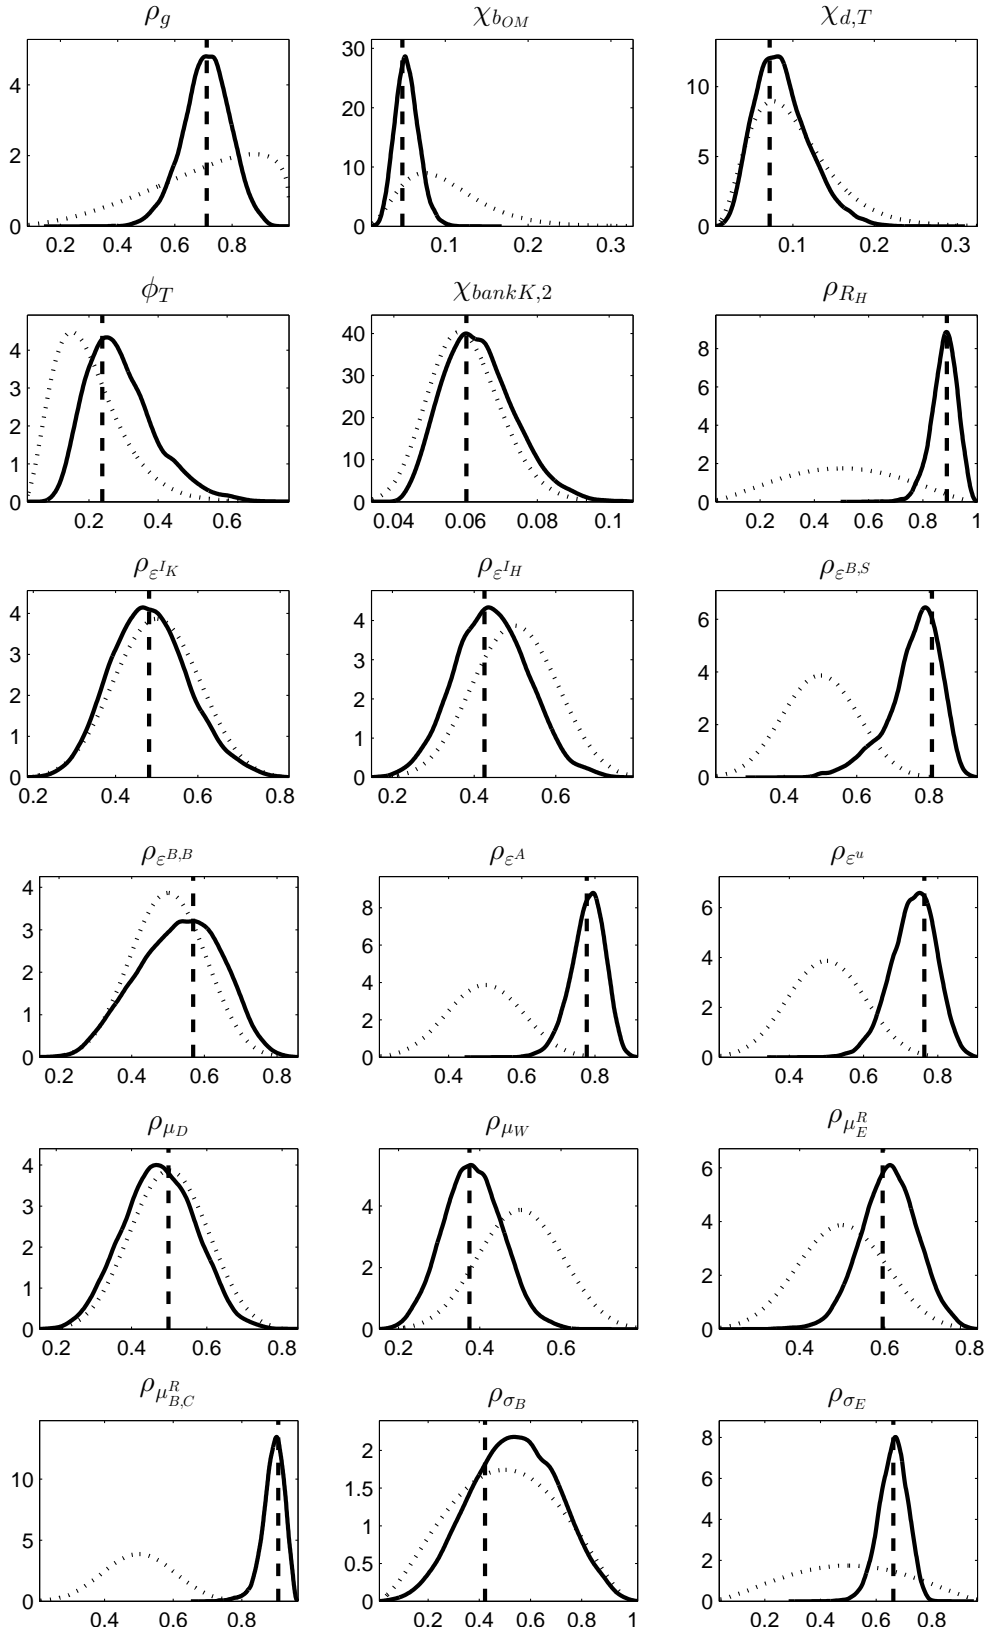 ρ_g χ_{b_{OM}} χ_{d,T}
4 2 0 0.2 0.4 0.6 0.8
30 20 10 0 0.1 0.2 0.3
10 5 0 0.1 0.2 0.3
ϕ_T χ_{bankK,2} ρ_{R_H}
4 3 2 1 0 0.2 0.4 0.6
40 30 20 10 0 0.04 0.06 0.08 0.1
8 6 4 2 0 0.2 0.4 0.6 0.8 1
ρ_{ε^{I_K}} ρ_{ε^{I_H}} ρ_{ε^{B,S}}
4 3 2 1 0 0.2 0.4 0.6 0.8
4 3 2 1 0 0.2 0.4 0.6
6 4 2 0 0.4 0.6 0.8
ρ_{ε^{B,B}} ρ_{ε^A} ρ_{ε^u}
4 3 2 1 0 0.2 0.4 0.6 0.8
8 6 4 2 0 0.4 0.6 0.8
6 4 2 0 0.4 0.6 0.8
ρ_{μ_D} ρ_{μ_W} ρ_{μ_E^R}
4 3 2 1 0 0.2 0.4 0.6 0.8
4 2 0 0.2 0.4 0.6
6 4 2 0 0.4 0.6 0.8
ρ_{μ_{B,C}^R} ρ_{σ_B} ρ_{σ_E}
10 5 0 0.4 0.6 0.8
2 1.5 1 0.5 0 0.2 0.4 0.6 0.8 1
8 6 4 2 0 0.2 0.4 0.6 0.8